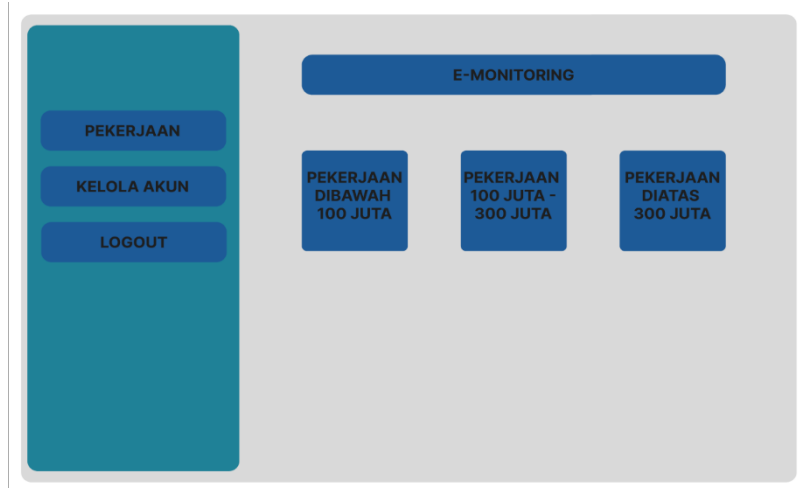 E-MONITORING
PEKERJAAN
KELOLA AKUN
LOGOUT
PEKERJAAN
DIBAWAH
100 JUTA
PEKERJAAN
100 JUTA -
300 JUTA
PEKERJAAN
DIATAS
300 JUTA